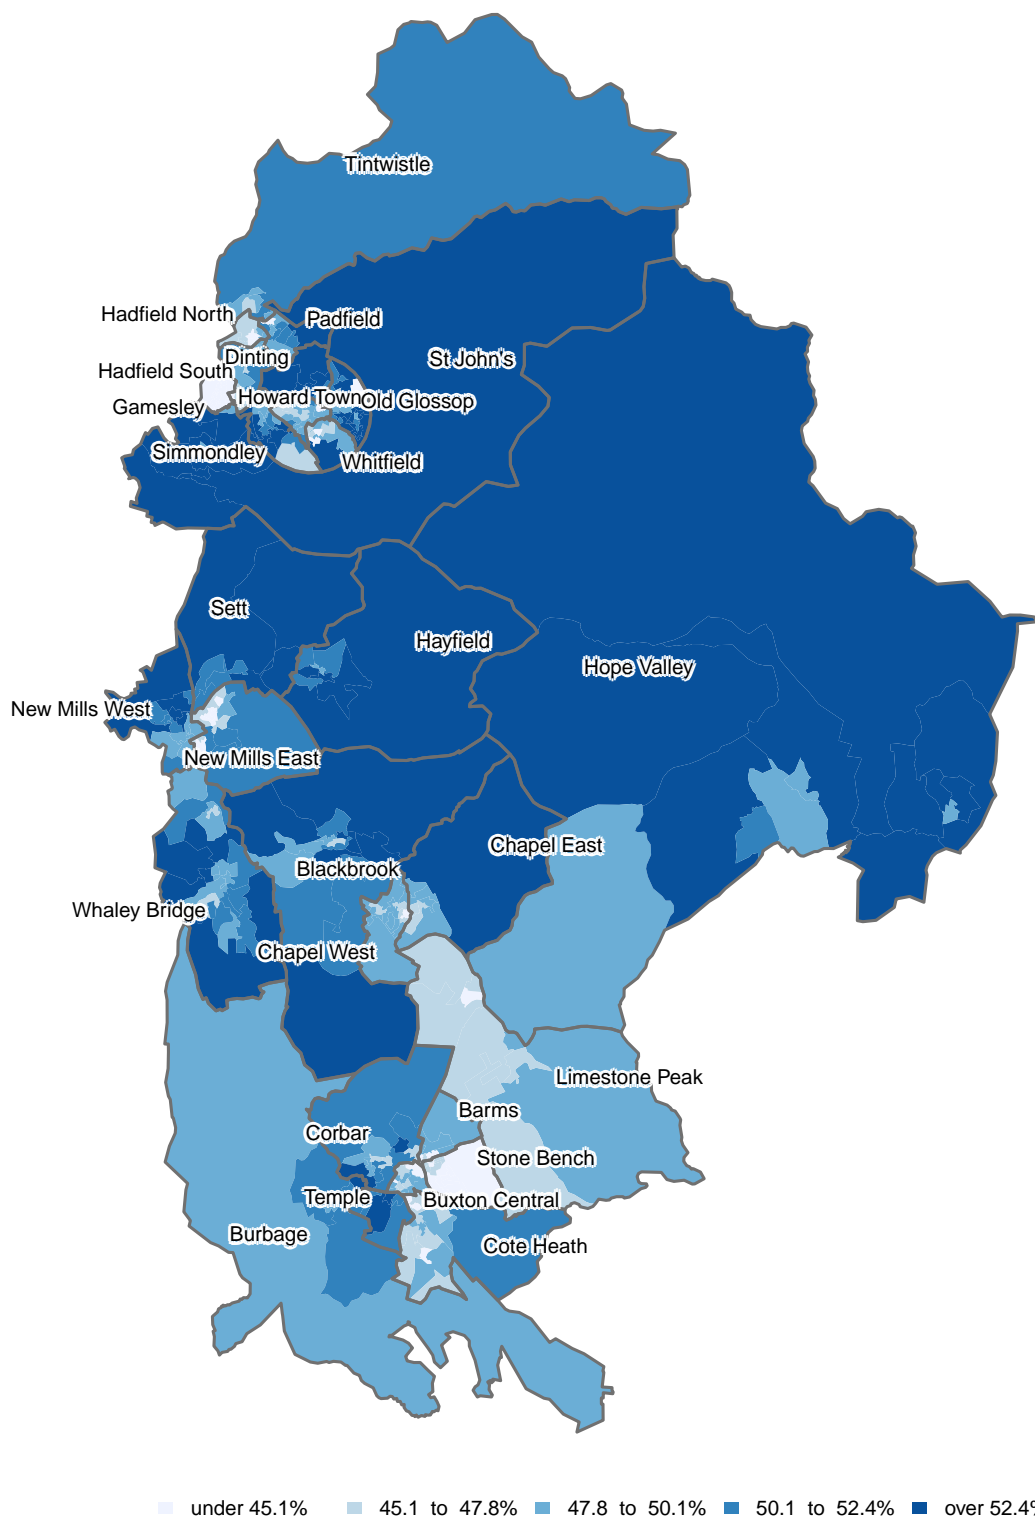 Tintwistle
Hadfield North
Padfield
Dinting
St John's
Hadfield South
Howard Town
Old Glossop
Gamesley
Simmondley
Whitfield
Sett
Hayfield
Hope Valley
New Mills West
New Mills East
Chapel East
Blackbrook
Whaley Bridge
Chapel West
Limestone Peak
Barms
Corbar
Stone Bench
Temple
Buxton Central
Burbage
Cote Heath
under 45.1% 45.1 to 47.8% 47.8 to 50.1% 50.1 to 52.4% over 52.4%